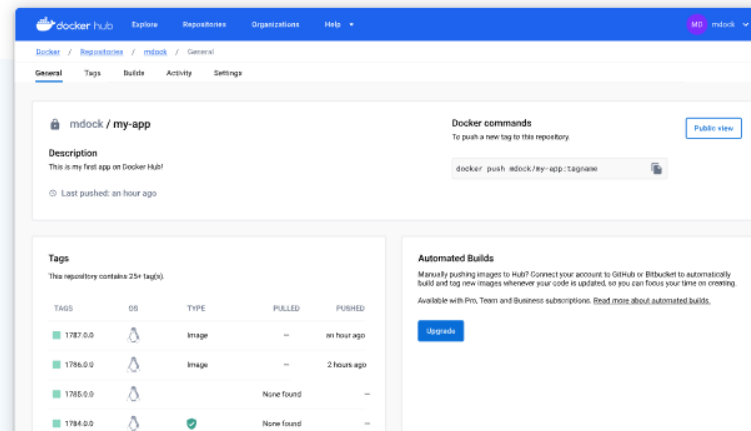 docker hub Explore Repositories Organizations Help MD mdock
Docker / Repositories / mdock / General
General Tags Builds Activity Settings
mdock / my-app
Description
This is my first app on Docker Hub!
Last pushed: an hour ago
Docker commands
To push a new tag to this repository.
Public view
docker push mdock/my-app:tagname
Tags
This repository contains 25+ tag(s).
TAGS OS TYPE PULLED PUSHED
1787.0.0 Image -- an hour ago
1786.0.0 Image -- 2 hours ago
1785.0.0 None found --
1784.0.0 None found --
Automated Builds
Manually pushing images to Hub? Connect your account to GitHub or Bitbucket to automatically
build and tag new images whenever your code is updated, so you can focus your time on creating.
Available with Pro, Team and Business subscriptions. Read more about automated builds.
Upgrade